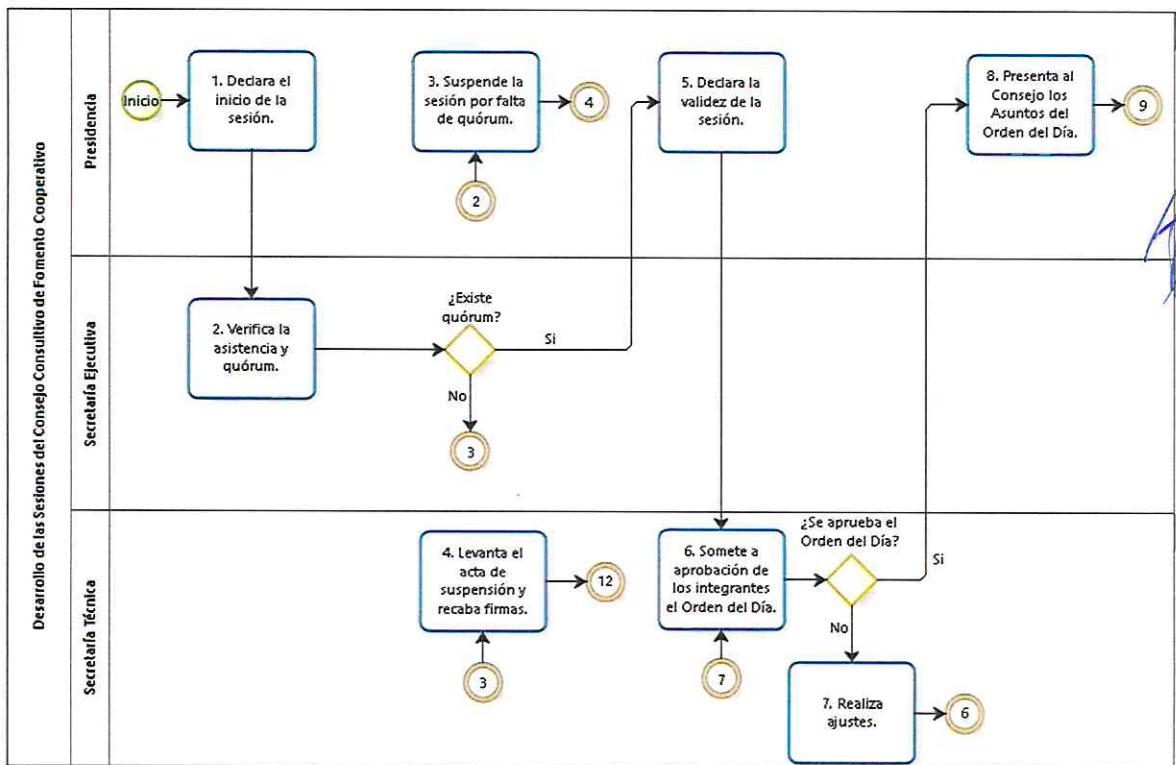 Desarrollo de las Sesiones del Consejo Consultivo de Fomento Cooperativo
Presidencia
Inicio
1. Declara el
inicio de la
sesión.
3. Suspende la
sesión por falta
de quórum.
4
2
5. Declara la
validez de la
sesión.
8. Presenta al
Consejo los
Asuntos del
Orden del Día.
9
Secretaría Ejecutiva
2. Verifica la
asistencia y
quórum.
¿Existe
quórum?
Si
No
3
Secretaría Técnica
4. Levanta el
acta de
suspensión y
recaba firmas.
12
3
6. Somete a
aprobación de
los integrantes
el Orden del Día.
7
¿Se aprueba el
Orden del Día?
Si
No
7. Realiza
ajustes.
6